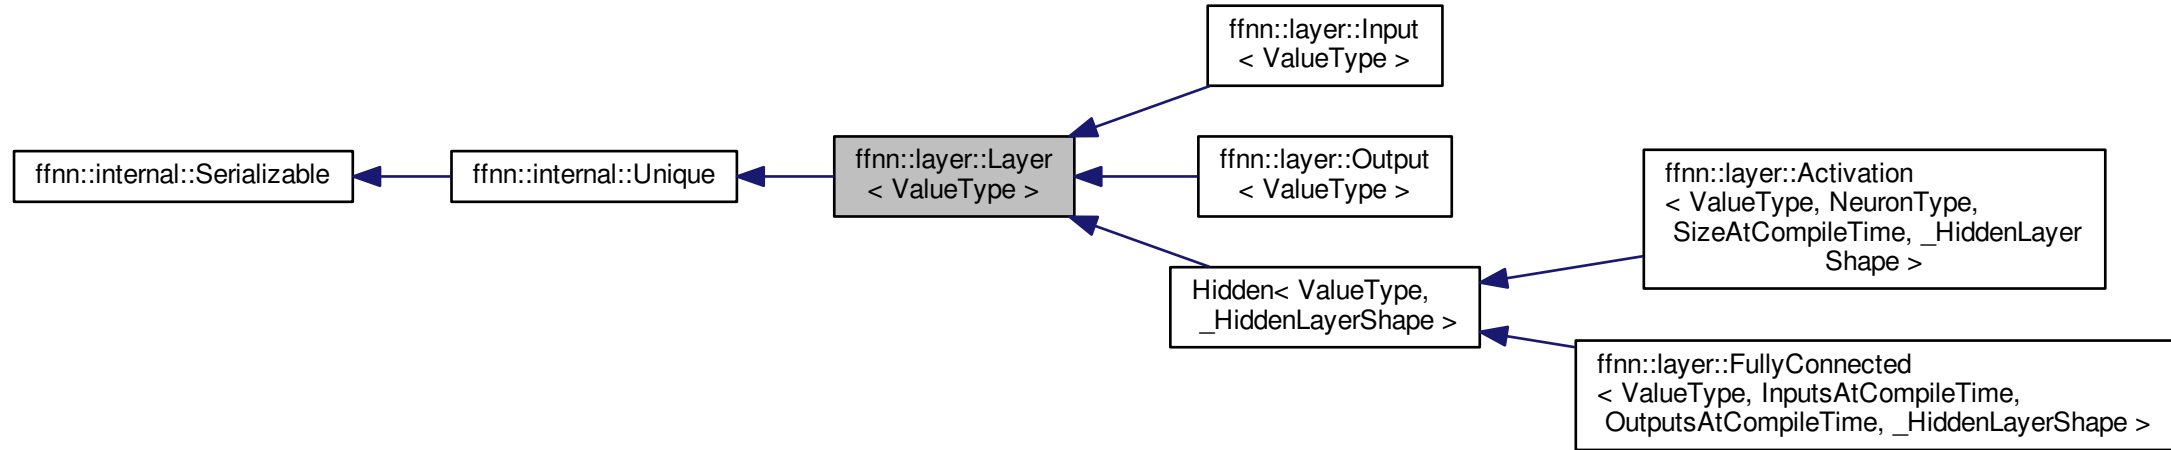 ffnn::internal::Serializable
ffnn::internal::Unique
ffnn::layer::Layer
< ValueType >
ffnn::layer::Input
< ValueType >
ffnn::layer::Output
< ValueType >
Hidden< ValueType,
_HiddenLayerShape >
ffnn::layer::Activation
< ValueType, NeuronType,
SizeAtCompileTime, _HiddenLayer
Shape >
ffnn::layer::FullyConnected
< ValueType, InputsAtCompileTime,
OutputsAtCompileTime, _HiddenLayerShape >